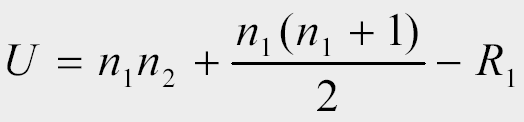 U = n₁n₂ + n₁(n₁ + 1)/2 − R₁